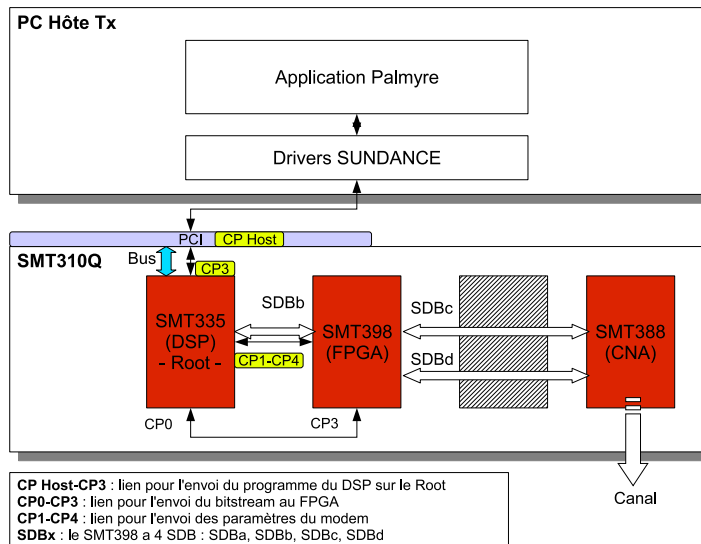 PC Hôte Tx
Application Palmyre
Drivers SUNDANCE
PCI
CP Host
SMT310Q
Bus
CP3
SMT335
(DSP)
- Root -
SDBb
CP1-CP4
SMT398
(FPGA)
SDBc
SDBd
SMT388
(CNA)
CP0
CP3
Canal
CP Host-CP3 : lien pour l'envoi du programme du DSP sur le Root
CP0-CP3 : lien pour l'envoi du bitstream au FPGA
CP1-CP4 : lien pour l'envoi des paramètres du modem
SDBx : le SMT398 a 4 SDB : SDBa, SDBb, SDBc, SDBd